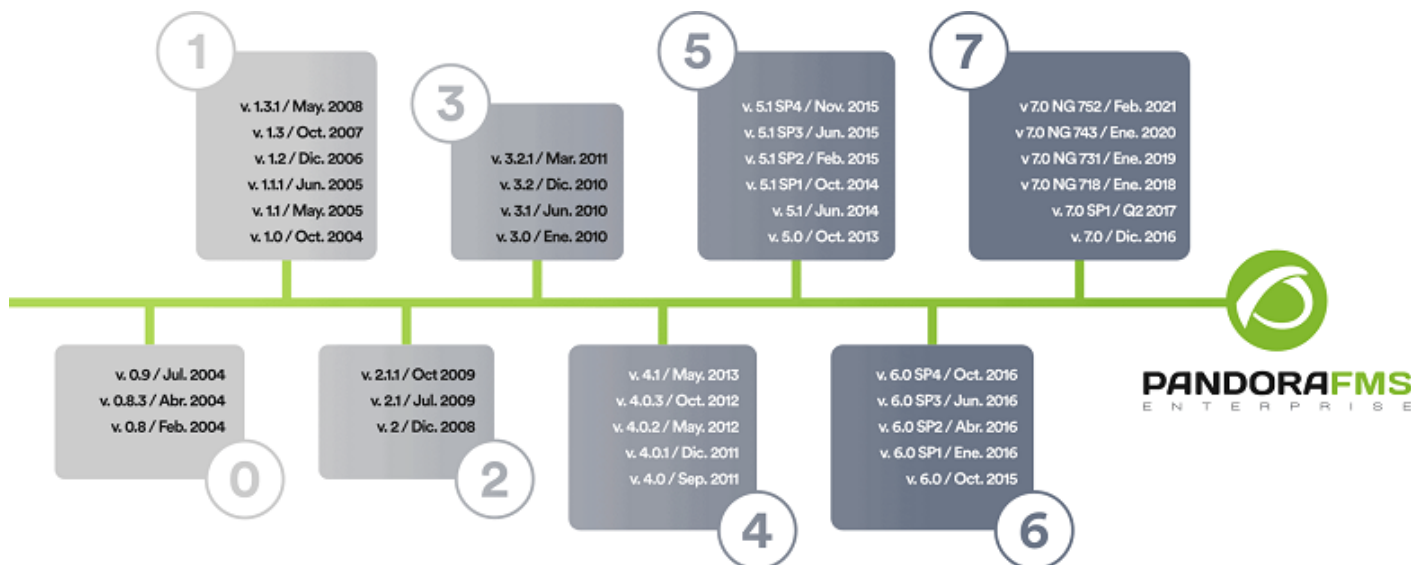 1
v. 1.3.1 / May. 2008
v. 1.3 / Oct. 2007
v. 1.2 / Dic. 2006
v. 1.1.1 / Jun. 2005
v. 1.1 / May. 2005
v. 1.0 / Oct. 2004
3
v. 3.2.1 / Mar. 2011
v. 3.2 / Dic. 2010
v. 3.1 / Jun. 2010
v. 3.0 / Ene. 2010
5
v. 5.1 SP4 / Nov. 2015
v. 5.1 SP3 / Jun. 2015
v. 5.1 SP2 / Feb. 2015
v. 5.1 SP1 / Oct. 2014
v. 5.1 / Jun. 2014
v. 5.0 / Oct. 2013
7
v 7.0 NG 752 / Feb. 2021
v 7.0 NG 743 / Ene. 2020
v 7.0 NG 731 / Ene. 2019
v 7.0 NG 718 / Ene. 2018
v. 7.0 SP1 / Q2 2017
v. 7.0 / Dic. 2016
v. 0.9 / Jul. 2004
v. 0.8.3 / Abr. 2004
v. 0.8 / Feb. 2004
0
v. 2.1.1 / Oct 2009
v. 2.1 / Jul. 2009
v. 2 / Dic. 2008
2
v. 4.1 / May. 2013
v. 4.0.3 / Oct. 2012
v. 4.0.2 / May. 2012
v. 4.0.1 / Dic. 2011
v. 4.0 / Sep. 2011
4
v. 6.0 SP4 / Oct. 2016
v. 6.0 SP3 / Jun. 2016
v. 6.0 SP2 / Abr. 2016
v. 6.0 SP1 / Ene. 2016
v. 6.0 / Oct. 2015
6
PANDORAFMS
ENTERPRISE